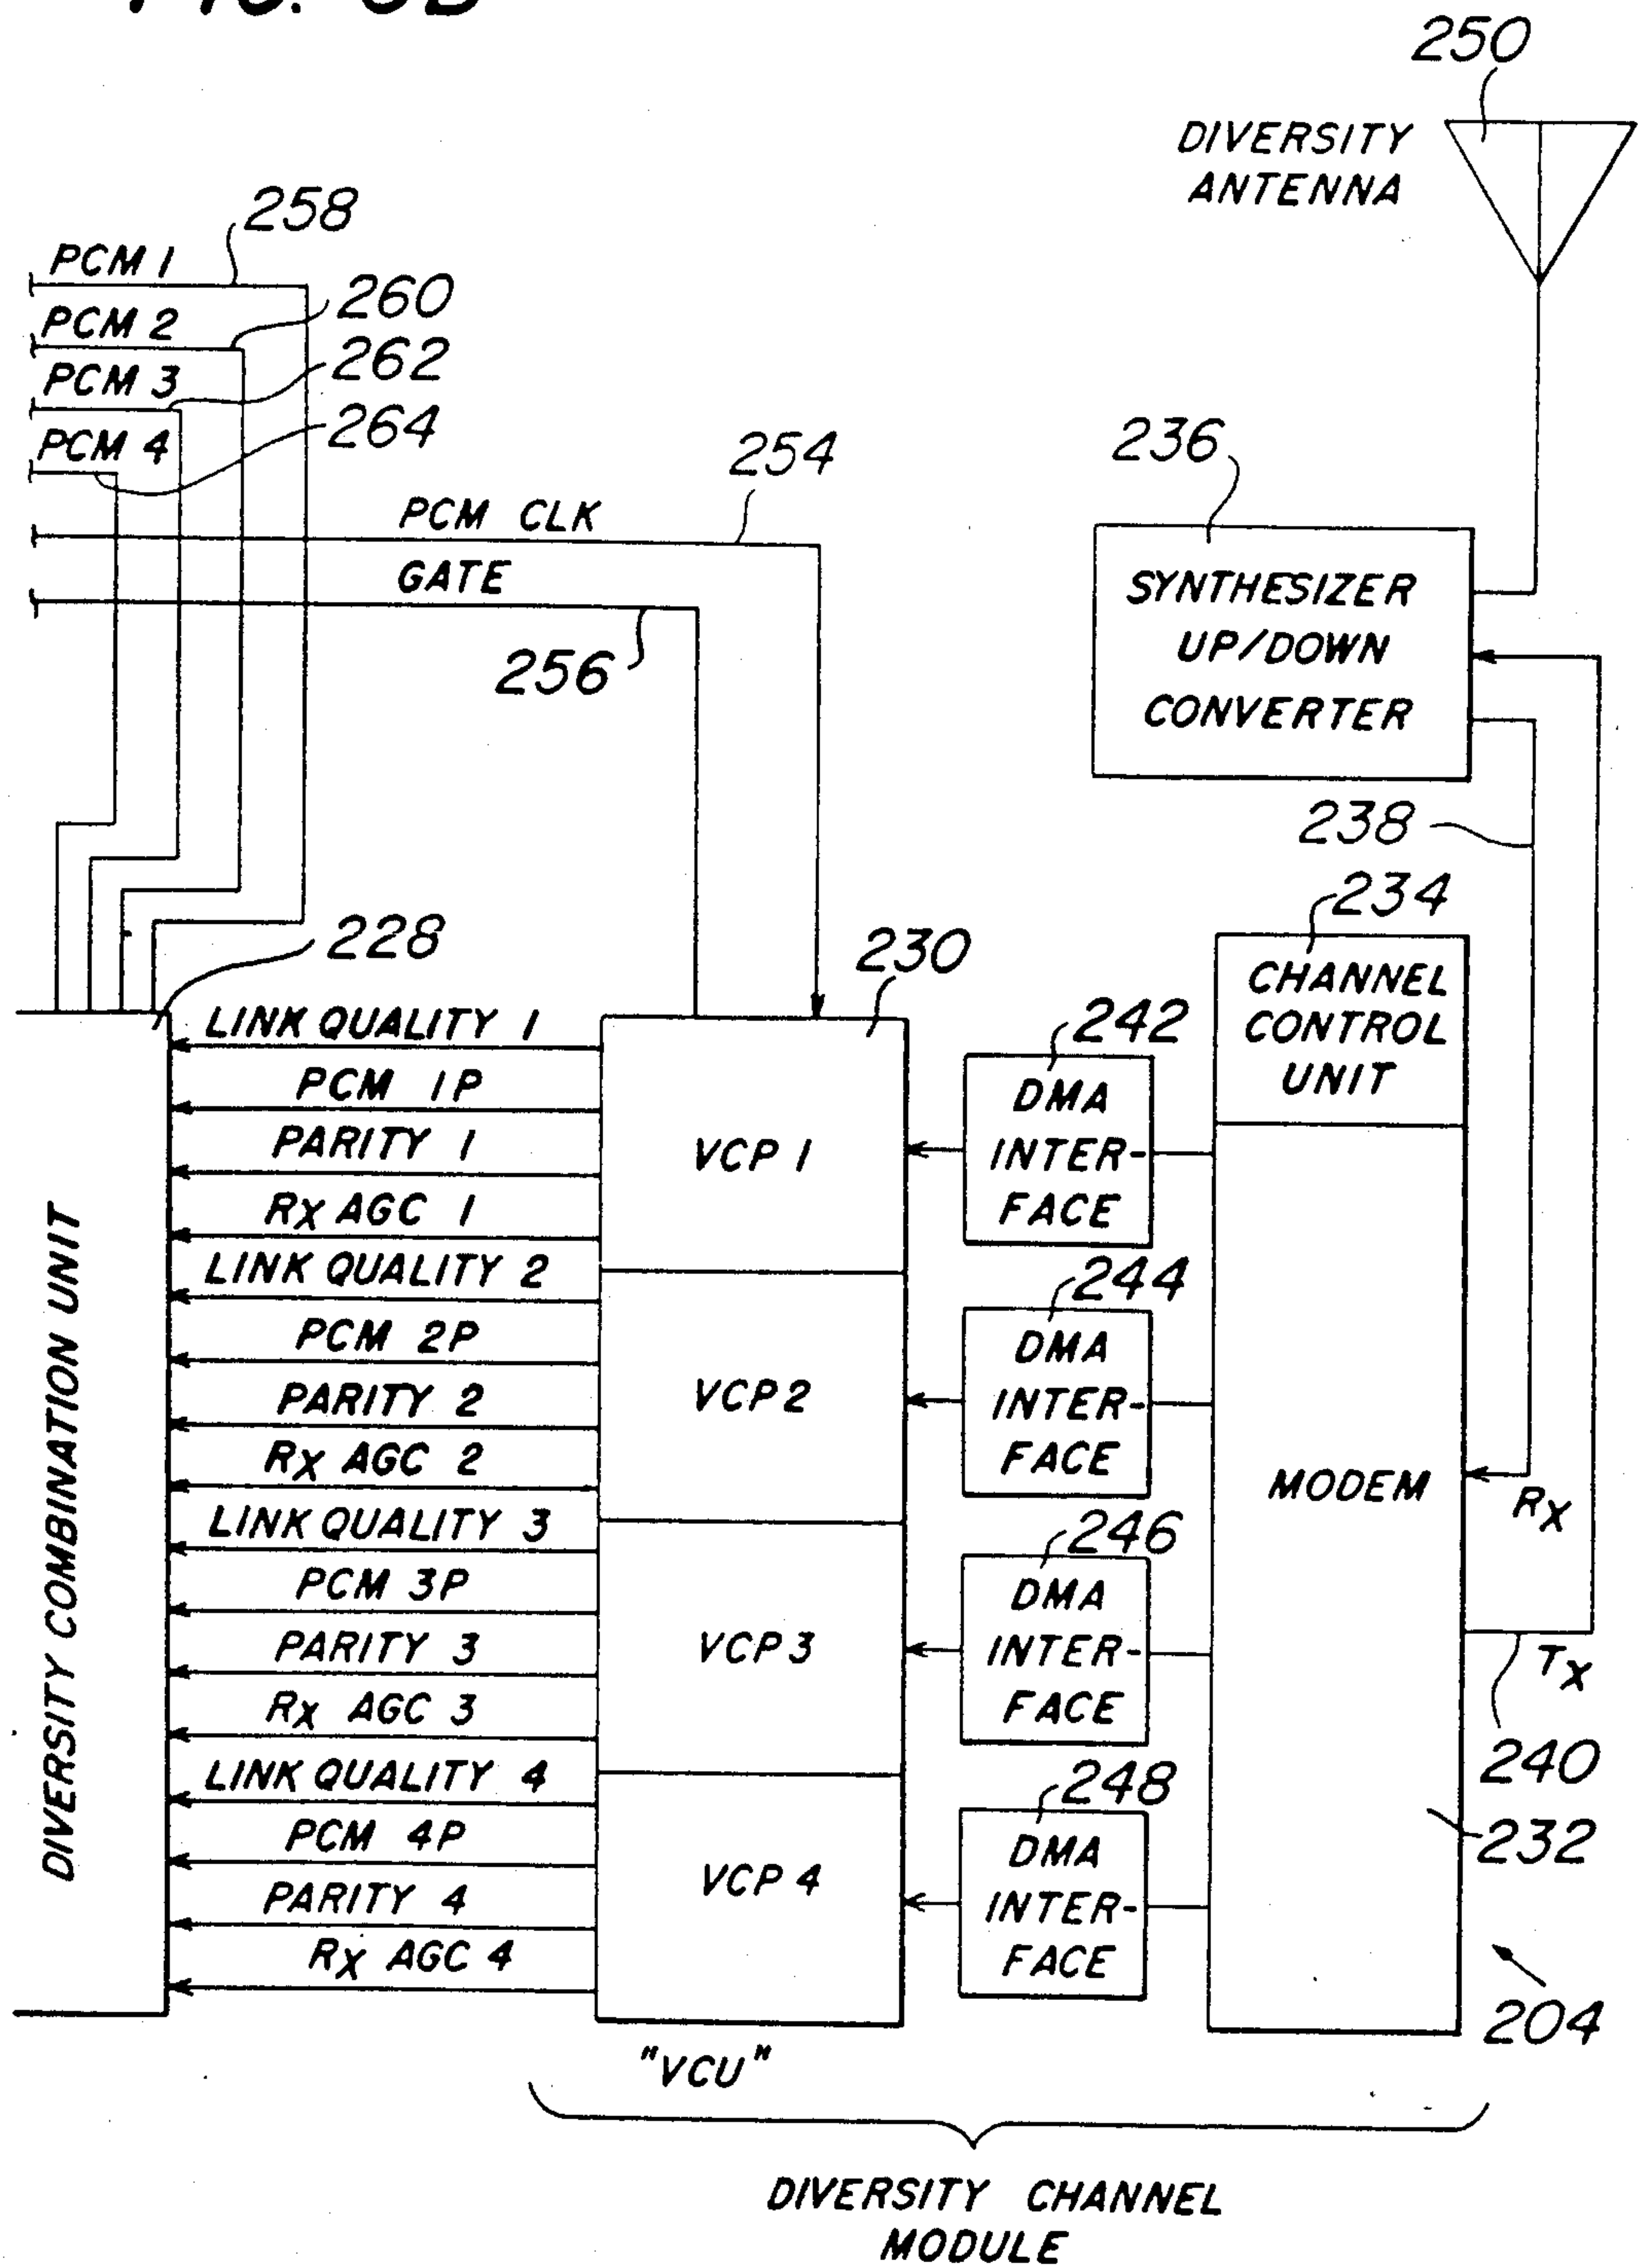 250
DIVERSITY
ANTENNA
258
PCM 1
260
PCM 2
262
PCM 3
264
PCM 4
254
236
PCM CLK
GATE
256
SYNTHESIZER
UP/DOWN
CONVERTER
238
234
228
230
CHANNEL
CONTROL
UNIT
242
LINK QUALITY 1
PCM 1P
PARITY 1
RX AGC 1
VCP 1
DMA
INTER-
FACE
244
LINK QUALITY 2
PCM 2P
PARITY 2
RX AGC 2
VCP2
DMA
INTER-
FACE
MODEM
RX
DIVERSITY COMBINATION UNIT
246
LINK QUALITY 3
PCM 3P
PARITY 3
RX AGC 3
VCP3
DMA
INTER-
FACE
TX
240
248
LINK QUALITY 4
PCM 4P
PARITY 4
RX AGC 4
VCP 4
DMA
INTER-
FACE
232
204
"VCU"
DIVERSITY CHANNEL
MODULE